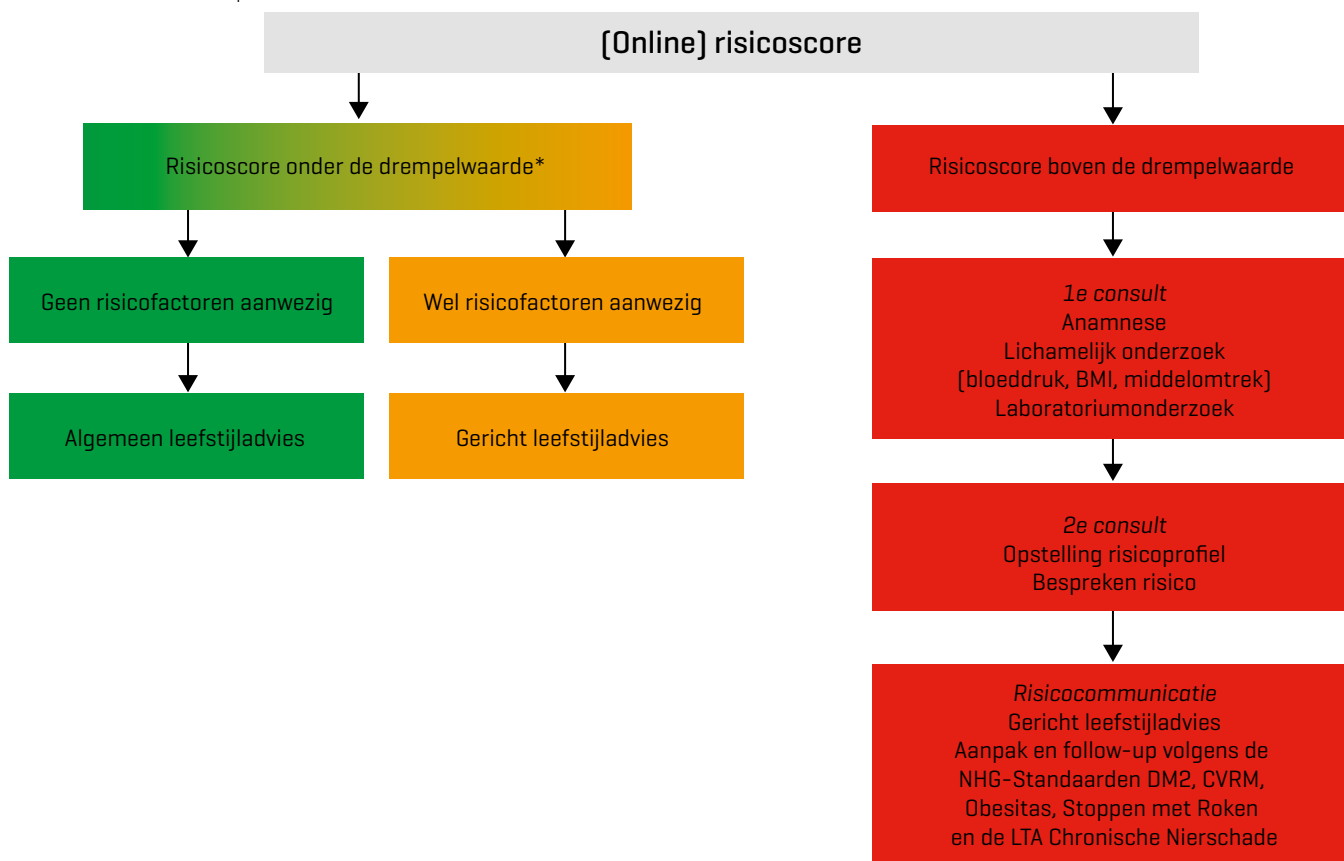 (Online) risicoscore
Risicoscore onder de drempelwaarde*
Geen risicofactoren aanwezig
Algemeen leefstijladvies
Wel risicofactoren aanwezig
Gericht leefstijladvies
Risicoscore boven de drempelwaarde
1e consult
Anamnese
Lichamelijk onderzoek
(bloeddruk, BMI, middelomtrek)
Laboratoriumonderzoek
2e consult
Opstelling risicoprofiel
Bespreken risico
Risicocommunicatie
Gericht leefstijladvies
Aanpak en follow-up volgens de
NHG-Standaarden DM2, CVRM,
Obesitas, Stoppen met Roken
en de LTA Chronische Nierschade